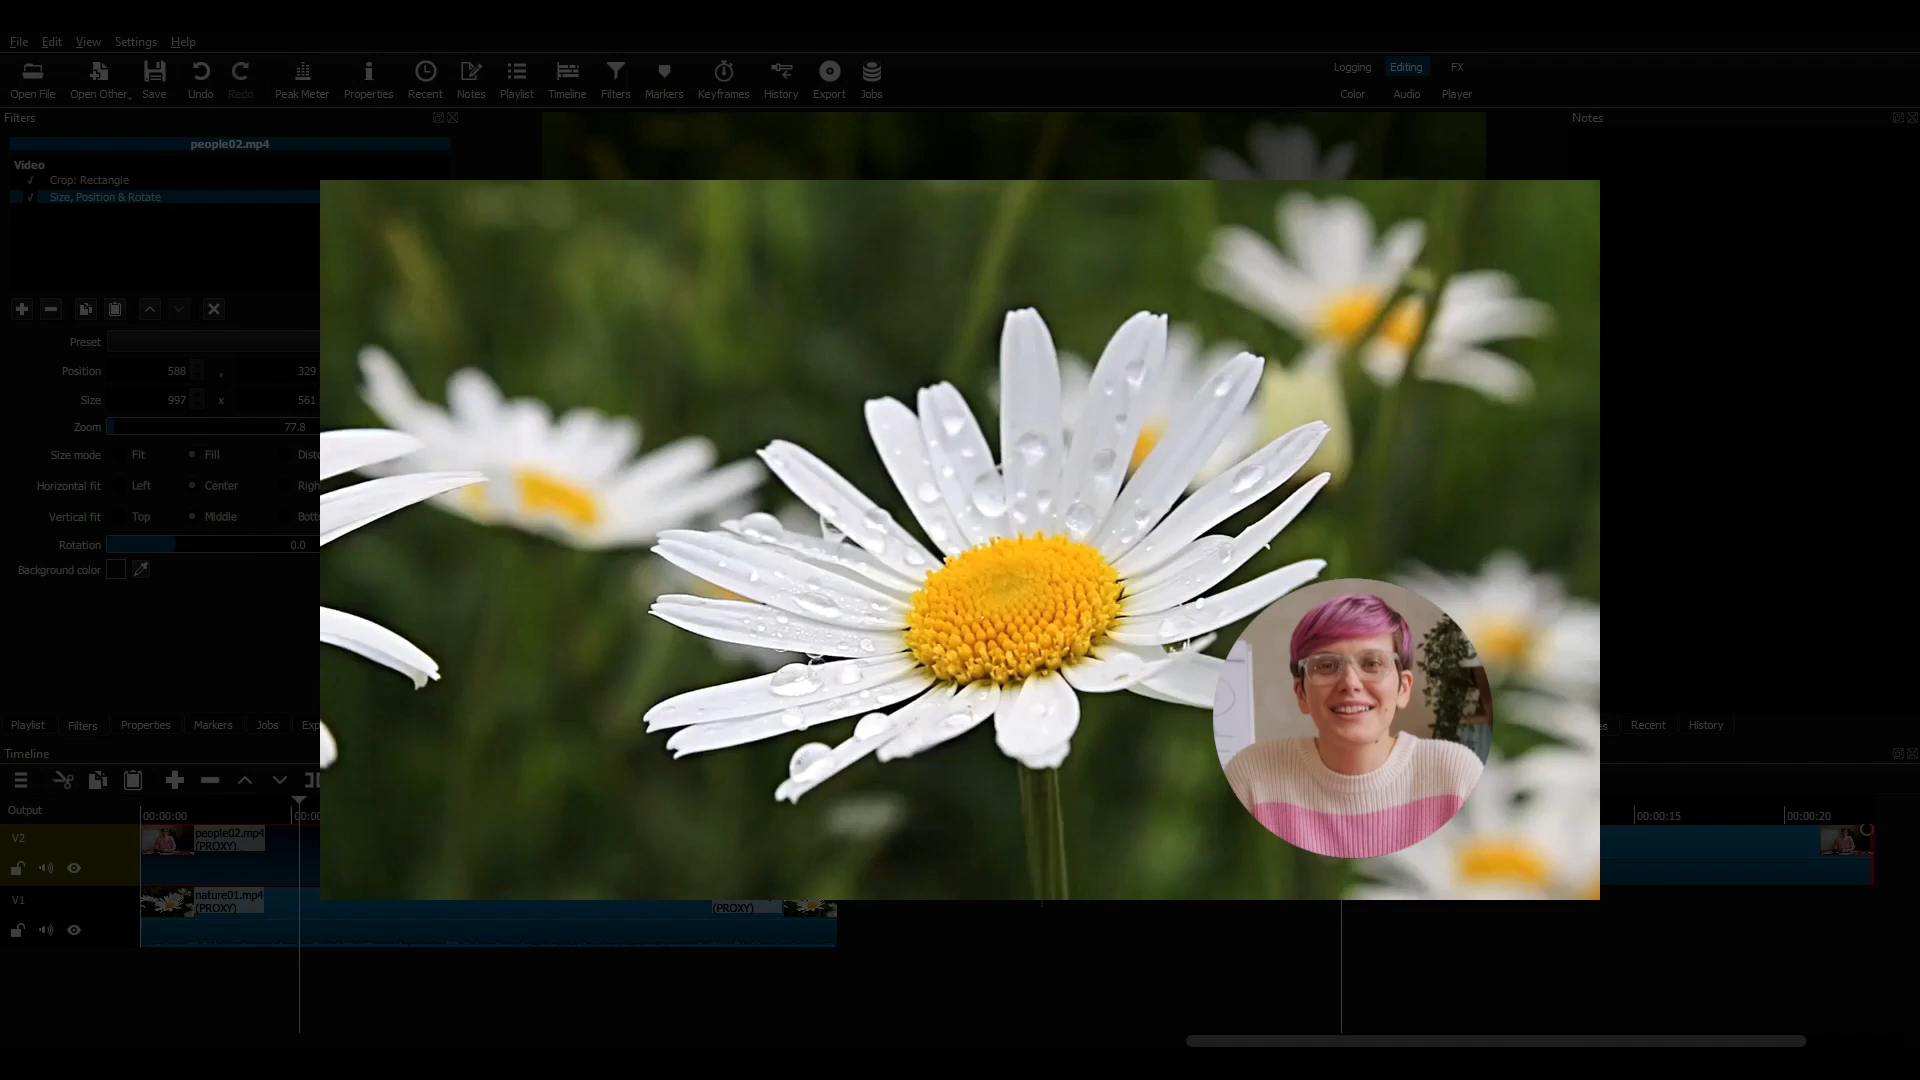 File Edit View Settings Help
Open File Open Other Save Undo Redo Peak Meter Properties Recent Notes Playlist Timeline Filters Markers Keyframes History Export Jobs
Logging Editing FX
Color Audio Player
Filters
Notes
people02.mp4
Video
Crop: Rectangle
Size, Position & Rotate
Preset
Position 588 , 329
Size 997 x 561
Zoom 77.8
Size mode Fit Fill
Horizontal fit Left Center
Vertical fit Top Middle
Rotation 0.0
Background color
Playlist Filters Properties Markers Jobs
Recent History
Timeline
Output
00:00:00
00:00:15
00:00:20
V2
people02.mp4
(PROXY)
V1
nature01.mp4
(PROXY)
(PROXY)